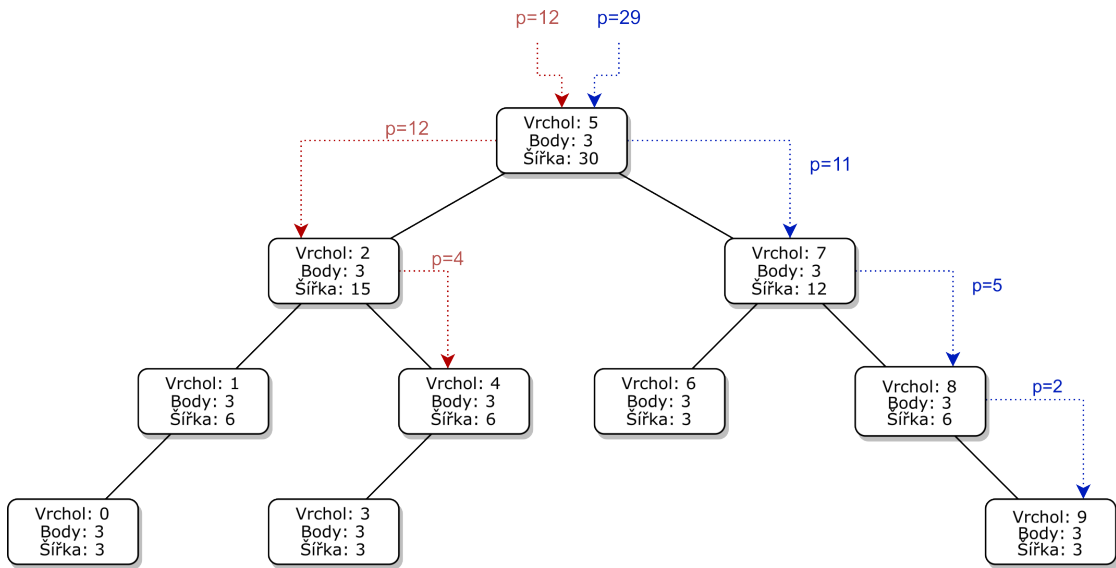 p=12
p=29
Vrchol: 5
Body: 3
Šířka: 30
p=12
p=11
Vrchol: 2
Body: 3
Šířka: 15
p=4
Vrchol: 7
Body: 3
Šířka: 12
p=5
Vrchol: 1
Body: 3
Šířka: 6
Vrchol: 4
Body: 3
Šířka: 6
Vrchol: 6
Body: 3
Šířka: 3
Vrchol: 8
Body: 3
Šířka: 6
p=2
Vrchol: 0
Body: 3
Šířka: 3
Vrchol: 3
Body: 3
Šířka: 3
Vrchol: 9
Body: 3
Šířka: 3